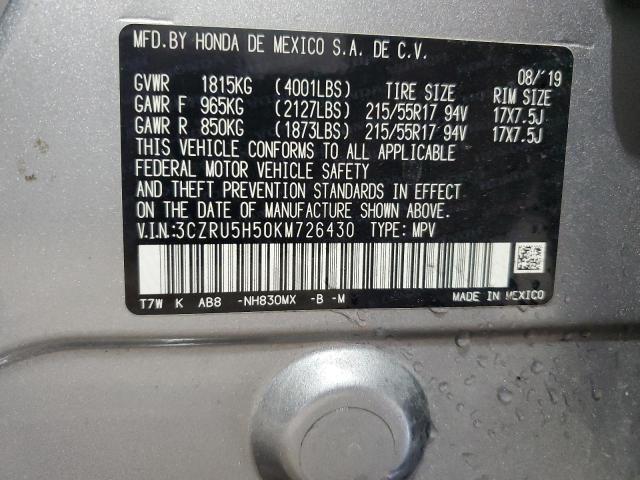 MFD.BY HONDA DE MEXICO S.A. DE C.V.
08/'19
GVWR 1815KG (4001LBS) TIRE SIZE RIM SIZE
GAWR F 965KG (2127LBS) 215/55R17 94V 17X7.5J
GAWR R 850KG (1873LBS) 215/55R17 94V 17X7.5J
THIS VEHICLE CONFORMS TO ALL APPLICABLE
FEDERAL MOTOR VEHICLE SAFETY
AND THEFT PREVENTION STANDARDS IN EFFECT
ON THE DATE OF MANUFACTURE SHOWN ABOVE.
V.I.N:3CZRU5H50KM726430 TYPE: MPV
T7W K AB8 -NH830MX -B -M MADE IN MEXICO